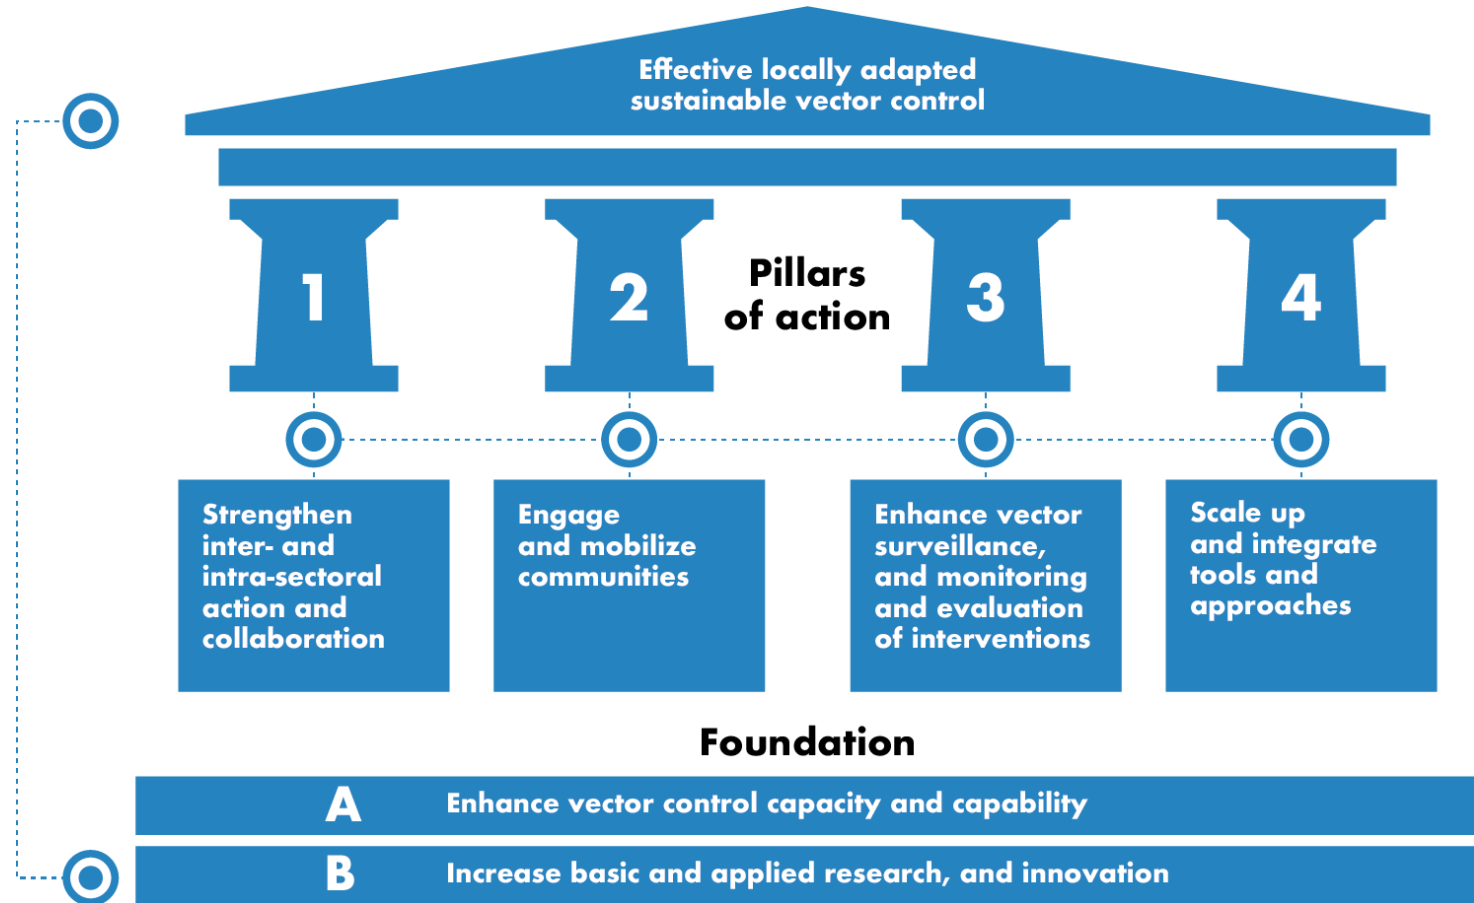 Effective locally adapted
sustainable vector control
1
2
Pillars
of action
3
4
Strengthen
inter- and
intra-sectoral
action and
collaboration
Engage
and mobilize
communities
Enhance vector
surveillance,
and monitoring
and evaluation
of interventions
Scale up
and integrate
tools and
approaches
Foundation
A Enhance vector control capacity and capability
B Increase basic and applied research, and innovation